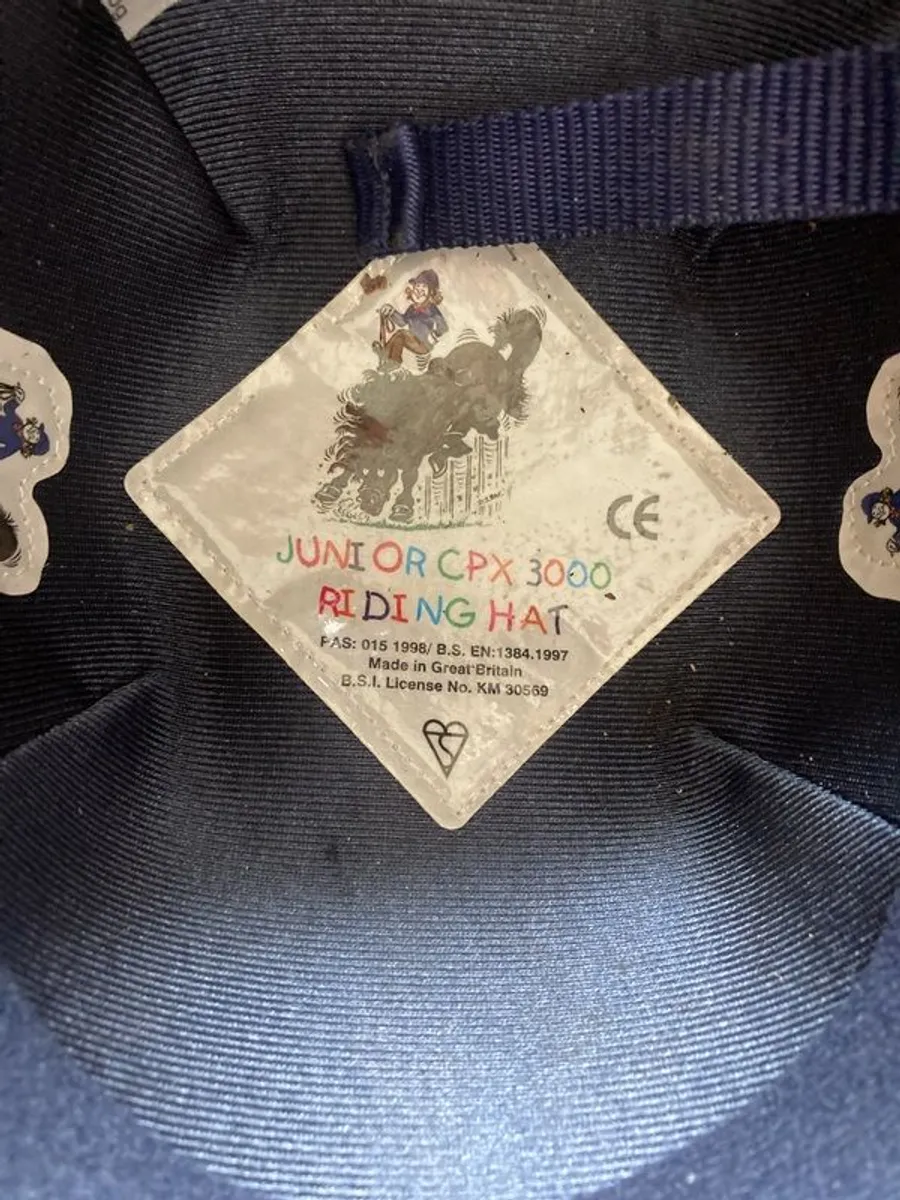 0g
CE
JUNIOR CPX 3000
RIDING HAT
PAS: 015 1998/ B.S. EN:1384.1997
Made in Great Britain
B.S.I. License No. KM 30569